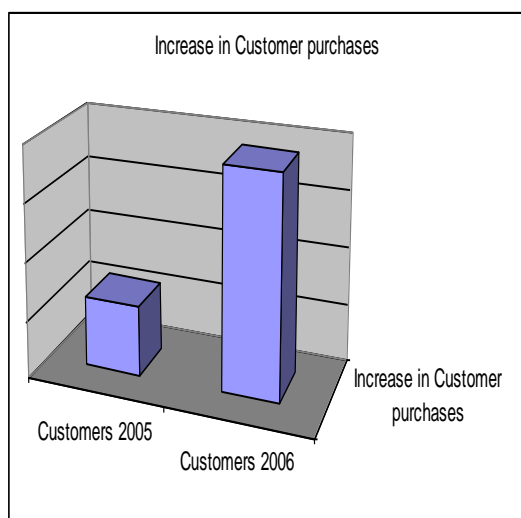 Increase in Customer purchases
Increase in Customer
purchases
Customers 2005
Customers 2006